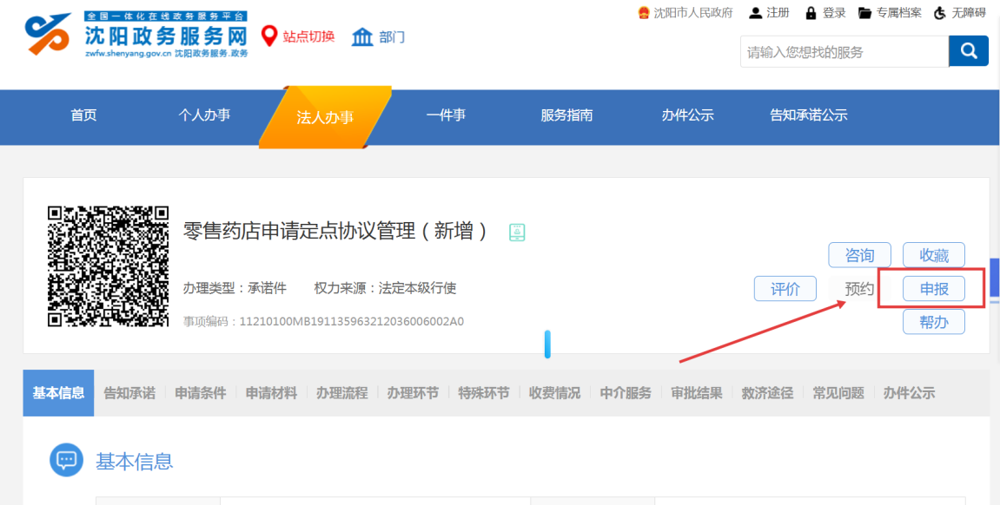 沈阳市人民政府 注册 登录 专属档案 无障碍
全国一体化在线政务服务平台
沈阳政务服务网
zwfw.shenyang.gov.cn 沈阳政务服务.政务
站点切换 部门
请输入您想找的服务
首页 个人办事 法人办事 一件事 服务指南 办件公示 告知承诺公示
零售药店申请定点协议管理（新增）
咨询 收藏
办理类型：承诺件 权力来源：法定本级行使
评价 预约 申报
事项编码：11210100MB191135963212036006002A0
帮办
基本信息 告知承诺 申请条件 申请材料 办理流程 办理环节 特殊环节 收费情况 中介服务 审批结果 救济途径 常见问题 办件公示
基本信息